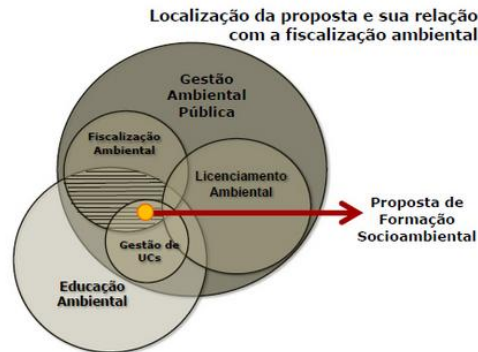 Localização da proposta e sua relação
com a fiscalização ambiental
Gestão
Ambiental
Pública
Fiscalização
Ambiental
Licenciamento
Ambiental
Proposta de
Formação
Socioambiental
Gestão de
UCs
Educação
Ambiental